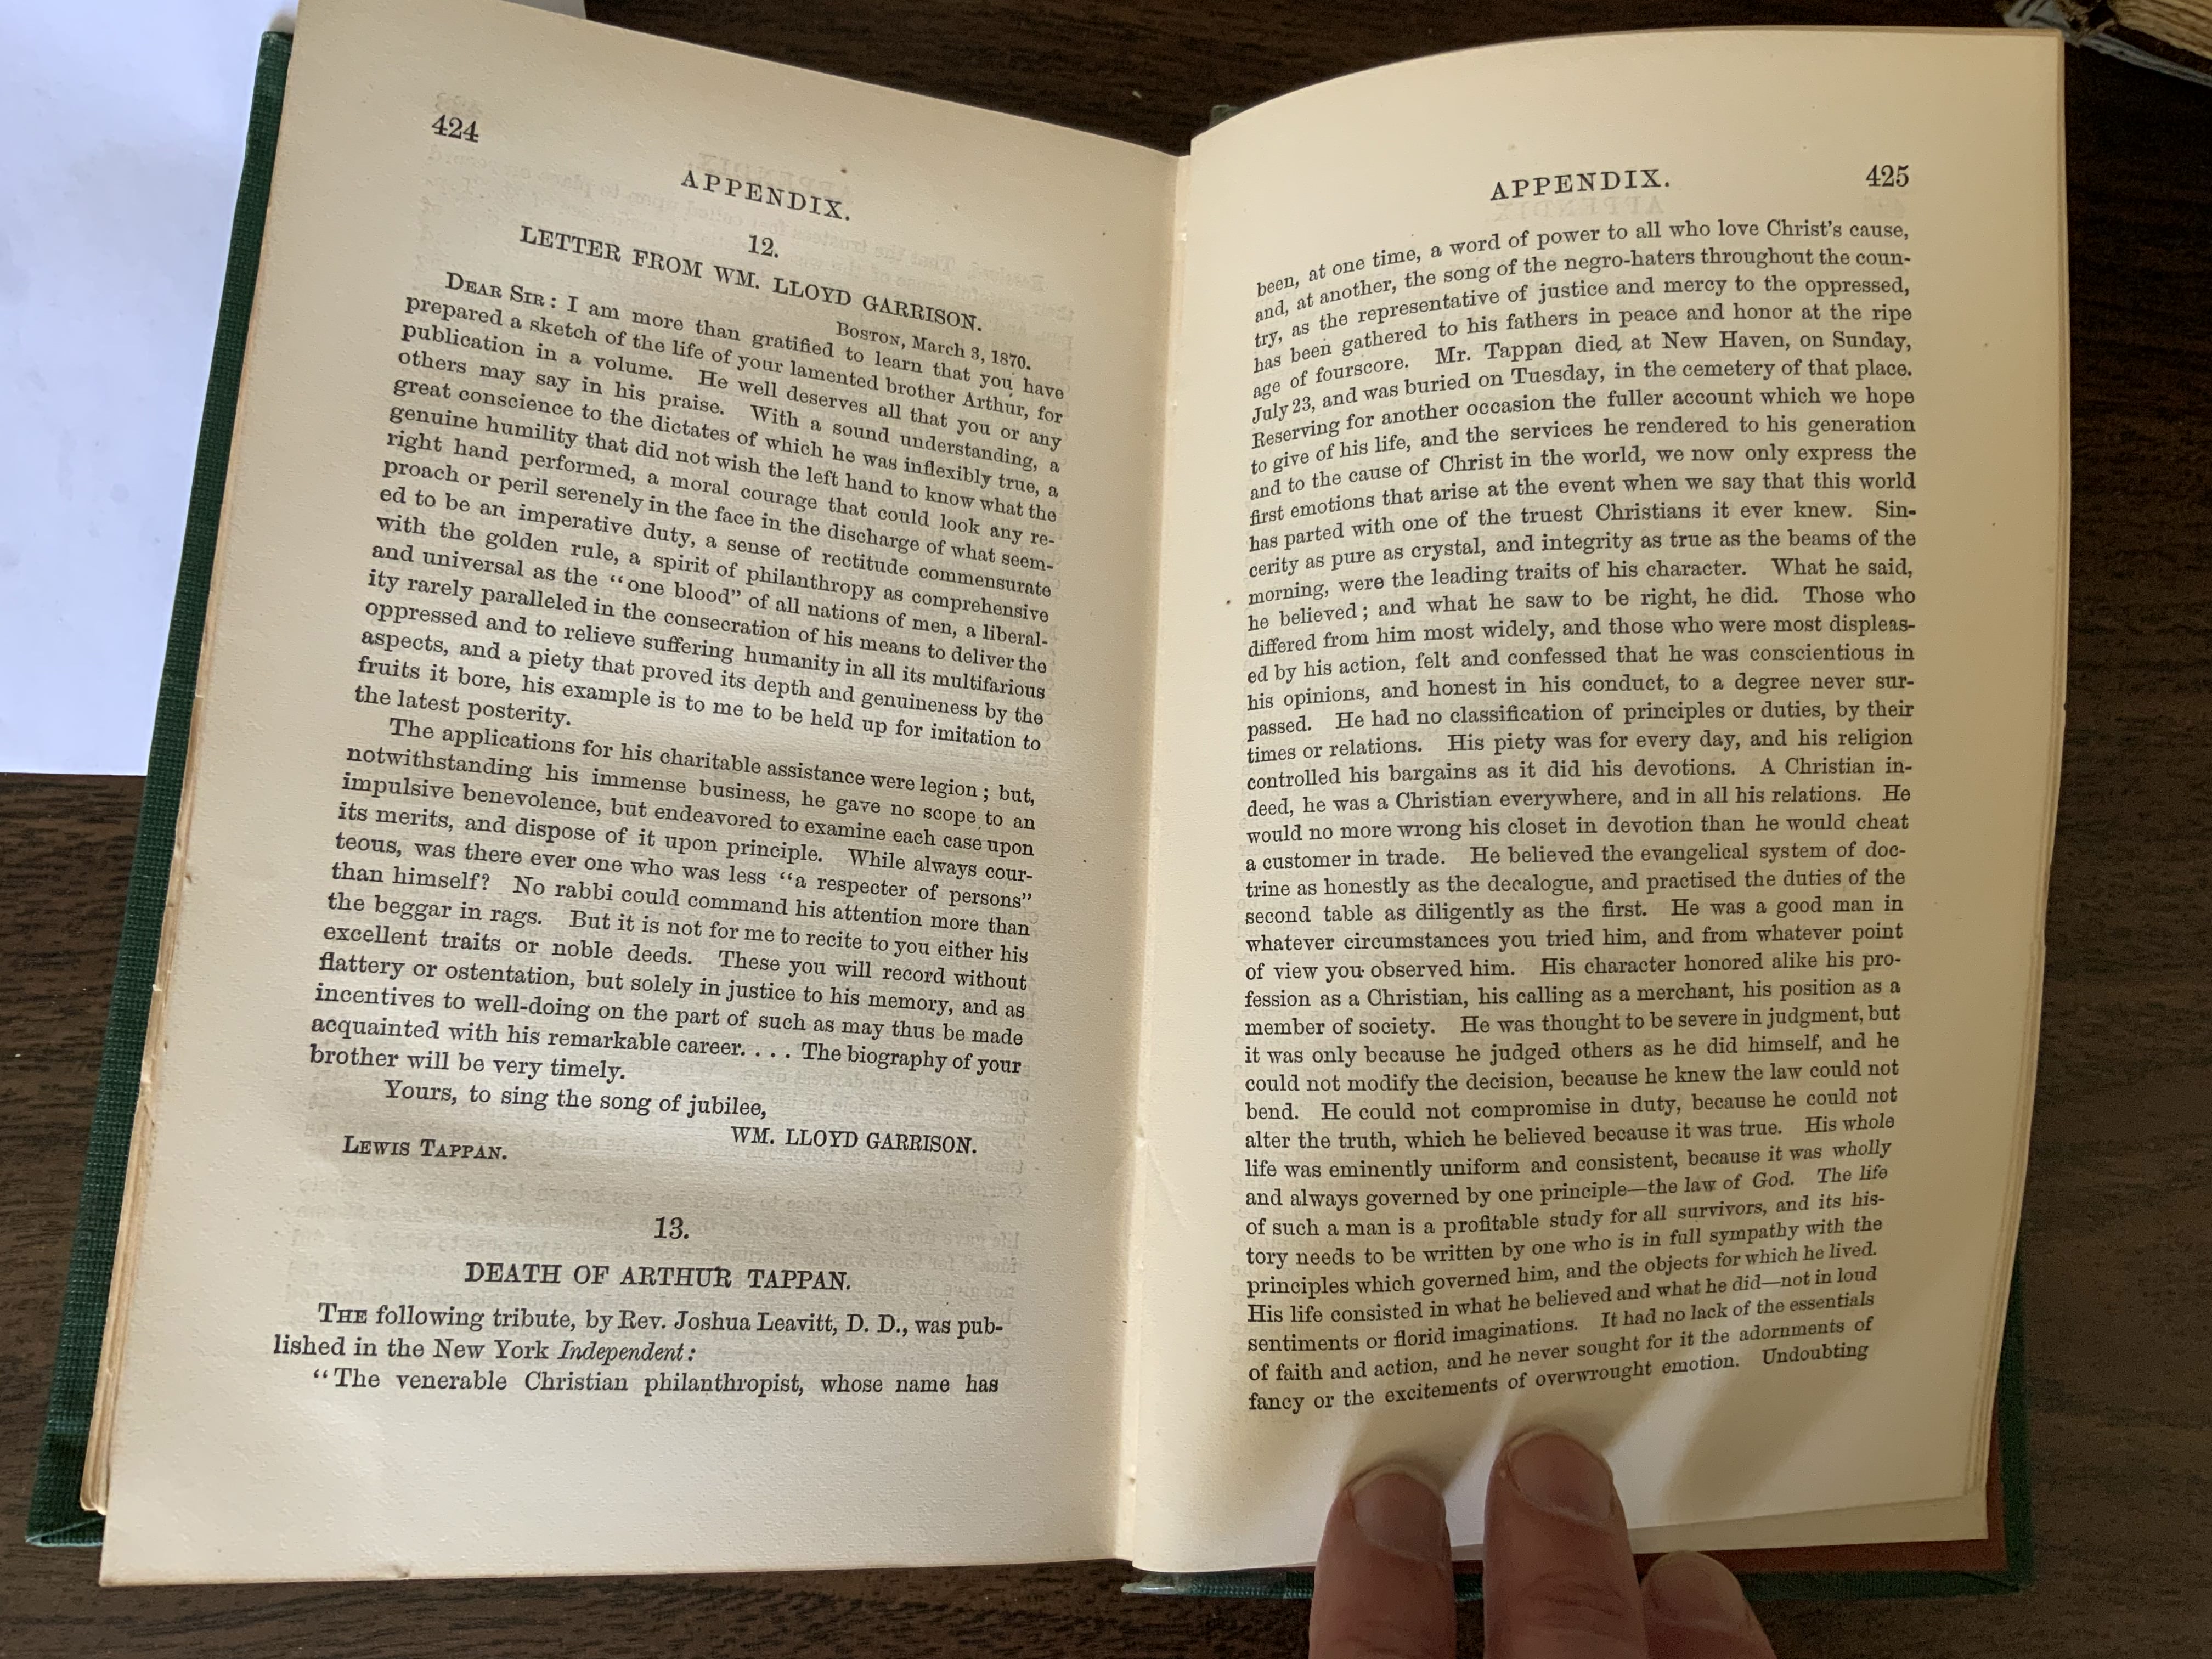 424
APPENDIX.
12.
LETTER FROM WM. LLOYD GARRISON.
BOSTON, March 3, 1870.
DEAR SIR: I am more than gratified to learn that you have
prepared a sketch of the life of your lamented brother Arthur, for
publication in a volume. He well deserves all that you or any
others may say in his praise. With a sound understanding, a
great conscience to the dictates of which he was inflexibly true, a
genuine humility that did not wish the left hand to know what the
right hand performed, a moral courage that could look any re-
proach or peril serenely in the face in the discharge of what seem-
ed to be an imperative duty, a sense of rectitude commensurate
with the golden rule, a spirit of philanthropy as comprehensive
and universal as the “one blood” of all nations of men, a liberal-
ity rarely paralleled in the consecration of his means to deliver the
oppressed and to relieve suffering humanity in all its multifarious
aspects, and a piety that proved its depth and genuineness by the
fruits it bore, his example is to me to be held up for imitation to
the latest posterity.
The applications for his charitable assistance were legion; but,
notwithstanding his immense business, he gave no scope to an
impulsive benevolence, but endeavored to examine each case upon
its merits, and dispose of it upon principle. While always cour-
teous, was there ever one who was less “a respecter of persons”
than himself? No rabbi could command his attention more than
the beggar in rags. But it is not for me to recite to you either his
excellent traits or noble deeds. These you will record without
flattery or ostentation, but solely in justice to his memory, and as
incentives to well-doing on the part of such as may thus be made
acquainted with his remarkable career. . . . The biography of your
brother will be very timely.
Yours, to sing the song of jubilee,
WM. LLOYD GARRISON.
LEWIS TAPPAN.
13.
DEATH OF ARTHUR TAPPAN.
THE following tribute, by Rev. Joshua Leavitt, D. D., was pub-
lished in the New York Independent:
“The venerable Christian philanthropist, whose name has
APPENDIX. 425
been, at one time, a word of power to all who love Christ's cause,
and, at another, the song of the negro-haters throughout the coun-
try, as the representative of justice and mercy to the oppressed,
has been gathered to his fathers in peace and honor at the ripe
age of fourscore. Mr. Tappan died at New Haven, on Sunday,
July 23, and was buried on Tuesday, in the cemetery of that place.
Reserving for another occasion the fuller account which we hope
to give of his life, and the services he rendered to his generation
and to the cause of Christ in the world, we now only express the
first emotions that arise at the event when we say that this world
has parted with one of the truest Christians it ever knew. Sin-
cerity as pure as crystal, and integrity as true as the beams of the
morning, were the leading traits of his character. What he said,
he believed; and what he saw to be right, he did. Those who
differed from him most widely, and those who were most displeas-
ed by his action, felt and confessed that he was conscientious in
his opinions, and honest in his conduct, to a degree never sur-
passed. He had no classification of principles or duties, by their
times or relations. His piety was for every day, and his religion
controlled his bargains as it did his devotions. A Christian in-
deed, he was a Christian everywhere, and in all his relations. He
would no more wrong his closet in devotion than he would cheat
a customer in trade. He believed the evangelical system of doc-
trine as honestly as the decalogue, and practised the duties of the
second table as diligently as the first. He was a good man in
whatever circumstances you tried him, and from whatever point
of view you observed him. His character honored alike his pro-
fession as a Christian, his calling as a merchant, his position as a
member of society. He was thought to be severe in judgment, but
it was only because he judged others as he did himself, and he
could not modify the decision, because he knew the law could not
bend. He could not compromise in duty, because he could not
alter the truth, which he believed because it was true. His whole
life was eminently uniform and consistent, because it was wholly
and always governed by one principle—the law of God. The life
of such a man is a profitable study for all survivors, and its his-
tory needs to be written by one who is in full sympathy with the
principles which governed him, and the objects for which he lived.
His life consisted in what he believed and what he did—not in loud
sentiments or florid imaginations. It had no lack of the essentials
of faith and action, and he never sought for it the adornments of
fancy or the excitements of overwrought emotion. Undoubting